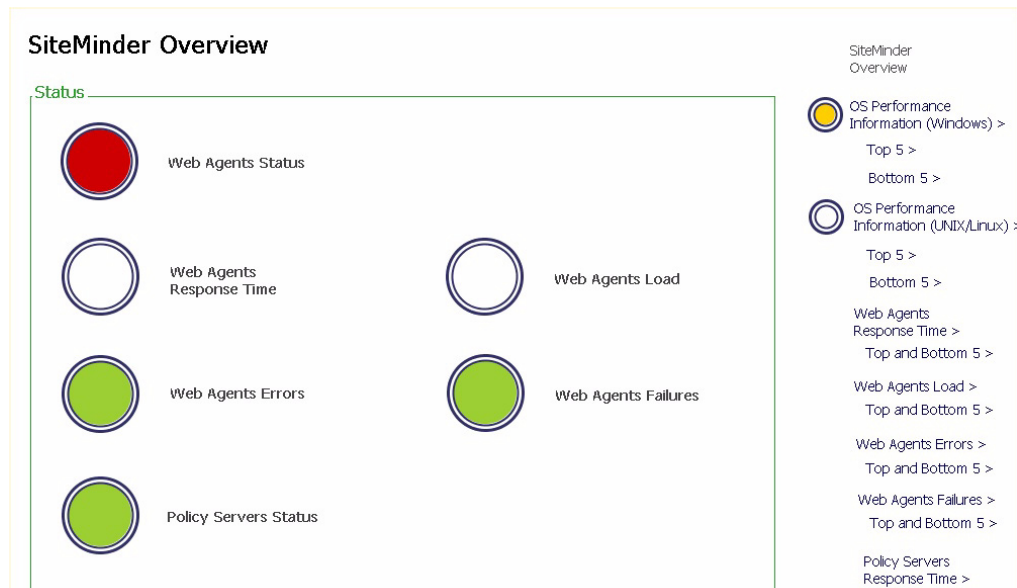 SiteMinder Overview
Status
Web Agents Status
Web Agents
Response Time
Web Agents Load
Web Agents Errors
Web Agents Failures
Policy Servers Status
SiteMinder
Overview
OS Performance
Information (Windows) >
Top 5 >
Bottom 5 >
OS Performance
Information (UNIX/Linux) >
Top 5 >
Bottom 5 >
Web Agents
Response Time >
Top and Bottom 5 >
Web Agents Load >
Top and Bottom 5 >
Web Agents Errors >
Top and Bottom 5 >
Web Agents Failures >
Top and Bottom 5 >
Policy Servers
Response Time >